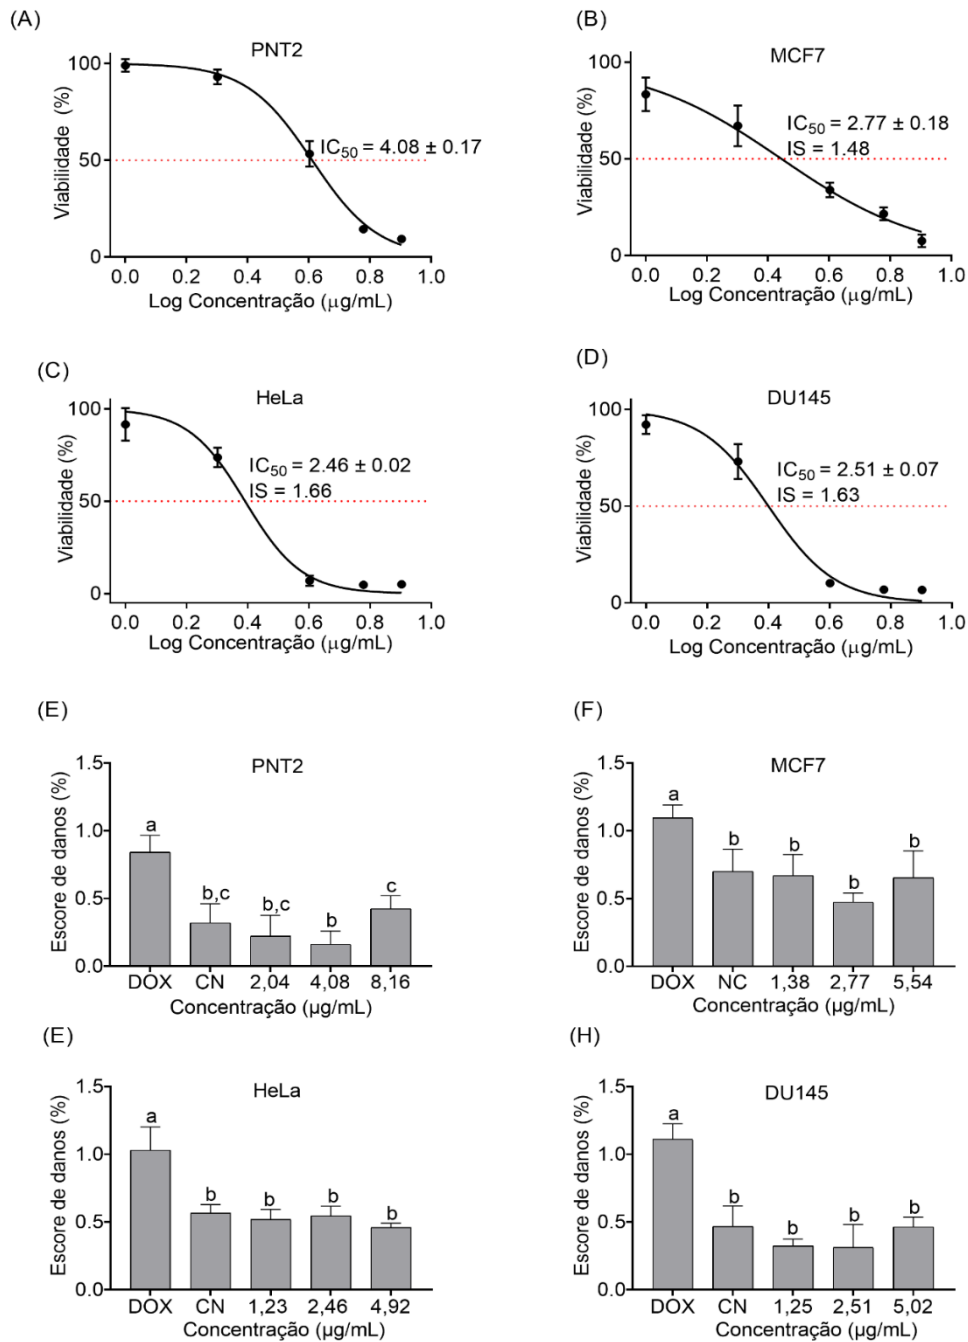 (A)
PNT2
Viabilidade (%)
100
50
0
IC50 = 4.08 ± 0.17
0.0 0.2 0.4 0.6 0.8 1.0
Log Concentração (µg/mL)
(B)
MCF7
Viabilidade (%)
100
50
0
IC50 = 2.77 ± 0.18
IS = 1.48
0.0 0.2 0.4 0.6 0.8 1.0
Log Concentração (µg/mL)
(C)
HeLa
Viabilidade (%)
100
50
0
IC50 = 2.46 ± 0.02
IS = 1.66
0.0 0.2 0.4 0.6 0.8 1.0
Log Concentração (µg/mL)
(D)
DU145
Viabilidade (%)
100
50
0
IC50 = 2.51 ± 0.07
IS = 1.63
0.0 0.2 0.4 0.6 0.8 1.0
Log Concentração (µg/mL)
(E)
PNT2
Escore de danos (%)
1.5
1.0
0.5
0.0
a
b,c
b,c
b
c
DOX CN 2,04 4,08 8,16
Concentração (µg/mL)
(F)
MCF7
Escore de danos (%)
1.5
1.0
0.5
0.0
a
b
b
b
b
DOX NC 1,38 2,77 5,54
Concentração (µg/mL)
(E)
HeLa
Escore de danos (%)
1.5
1.0
0.5
0.0
a
b
b
b
b
DOX CN 1,23 2,46 4,92
Concentração (µg/mL)
(H)
DU145
Escore de danos (%)
1.5
1.0
0.5
0.0
a
b
b
b
b
DOX CN 1,25 2,51 5,02
Concentração (µg/mL)